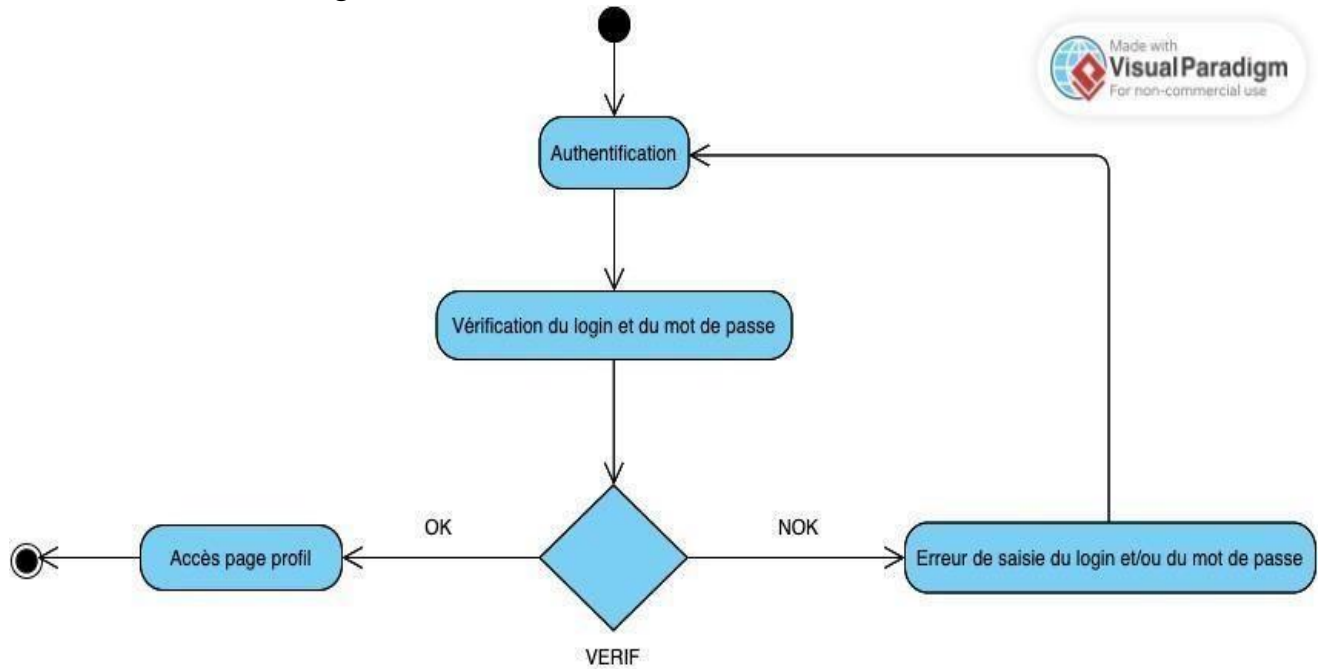 Made with
Visual Paradigm
For non-commercial use
Authentification
Vérification du login et du mot de passe
OK
NOK
Accès page profil
Erreur de saisie du login et/ou du mot de passe
VERIF